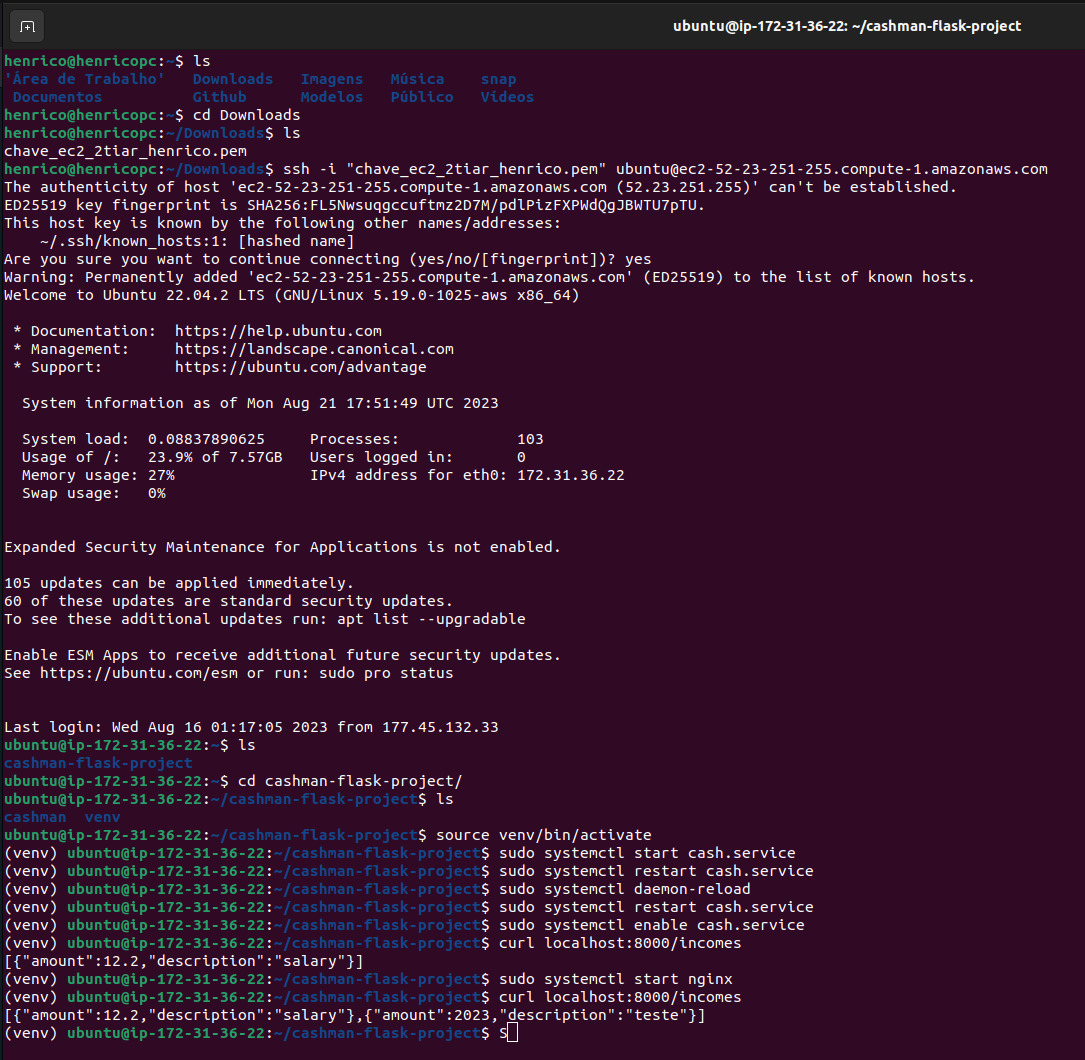 ubuntu@ip-172-31-36-22: ~/cashman-flask-project
henrico@henricopc:~$ ls
'Área de Trabalho'   Downloads   Imagens   Música    snap
 Documentos          Github      Modelos   Público   Vídeos
henrico@henricopc:~$ cd Downloads
henrico@henricopc:~/Downloads$ ls
chave_ec2_2tiar_henrico.pem
henrico@henricopc:~/Downloads$ ssh -i "chave_ec2_2tiar_henrico.pem" ubuntu@ec2-52-23-251-255.compute-1.amazonaws.com
The authenticity of host 'ec2-52-23-251-255.compute-1.amazonaws.com (52.23.251.255)' can't be established.
ED25519 key fingerprint is SHA256:FL5Nwsuqgccuftmz2D7M/pdlPizFXPWdQgJBWTU7pTU.
This host key is known by the following other names/addresses:
    ~/.ssh/known_hosts:1: [hashed name]
Are you sure you want to continue connecting (yes/no/[fingerprint])? yes
Warning: Permanently added 'ec2-52-23-251-255.compute-1.amazonaws.com' (ED25519) to the list of known hosts.
Welcome to Ubuntu 22.04.2 LTS (GNU/Linux 5.19.0-1025-aws x86_64)
 * Documentation:  https://help.ubuntu.com
 * Management:     https://landscape.canonical.com
 * Support:        https://ubuntu.com/advantage
  System information as of Mon Aug 21 17:51:49 UTC 2023
  System load:  0.08837890625     Processes:             103
  Usage of /:   23.9% of 7.57GB   Users logged in:       0
  Memory usage: 27%               IPv4 address for eth0: 172.31.36.22
  Swap usage:   0%
Expanded Security Maintenance for Applications is not enabled.
105 updates can be applied immediately.
60 of these updates are standard security updates.
To see these additional updates run: apt list --upgradable
Enable ESM Apps to receive additional future security updates.
See https://ubuntu.com/esm or run: sudo pro status
Last login: Wed Aug 16 01:17:05 2023 from 177.45.132.33
ubuntu@ip-172-31-36-22:~$ ls
cashman-flask-project
ubuntu@ip-172-31-36-22:~$ cd cashman-flask-project/
ubuntu@ip-172-31-36-22:~/cashman-flask-project$ ls
cashman  venv
ubuntu@ip-172-31-36-22:~/cashman-flask-project$ source venv/bin/activate
(venv) ubuntu@ip-172-31-36-22:~/cashman-flask-project$ sudo systemctl start cash.service
(venv) ubuntu@ip-172-31-36-22:~/cashman-flask-project$ sudo systemctl restart cash.service
(venv) ubuntu@ip-172-31-36-22:~/cashman-flask-project$ sudo systemctl daemon-reload
(venv) ubuntu@ip-172-31-36-22:~/cashman-flask-project$ sudo systemctl restart cash.service
(venv) ubuntu@ip-172-31-36-22:~/cashman-flask-project$ sudo systemctl enable cash.service
(venv) ubuntu@ip-172-31-36-22:~/cashman-flask-project$ curl localhost:8000/incomes
[{"amount":12.2,"description":"salary"}]
(venv) ubuntu@ip-172-31-36-22:~/cashman-flask-project$ sudo systemctl start nginx
(venv) ubuntu@ip-172-31-36-22:~/cashman-flask-project$ curl localhost:8000/incomes
[{"amount":12.2,"description":"salary"},{"amount":2023,"description":"teste"}]
(venv) ubuntu@ip-172-31-36-22:~/cashman-flask-project$ S